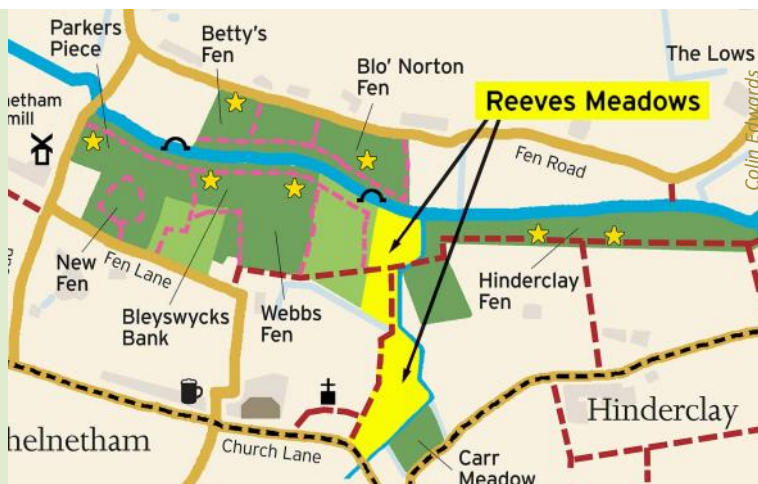 Parkers
Piece
Betty's
Fen
Blo' Norton
Fen
The Lows
Colin Edwards
netham
mill
Reeves Meadows
Fen Road
New
Fen
Fen Lane
Bleyswycks
Bank
Webbs
Fen
Hinderclay
Fen
helnetham
Church Lane
Hinderclay
Carr
Meadow